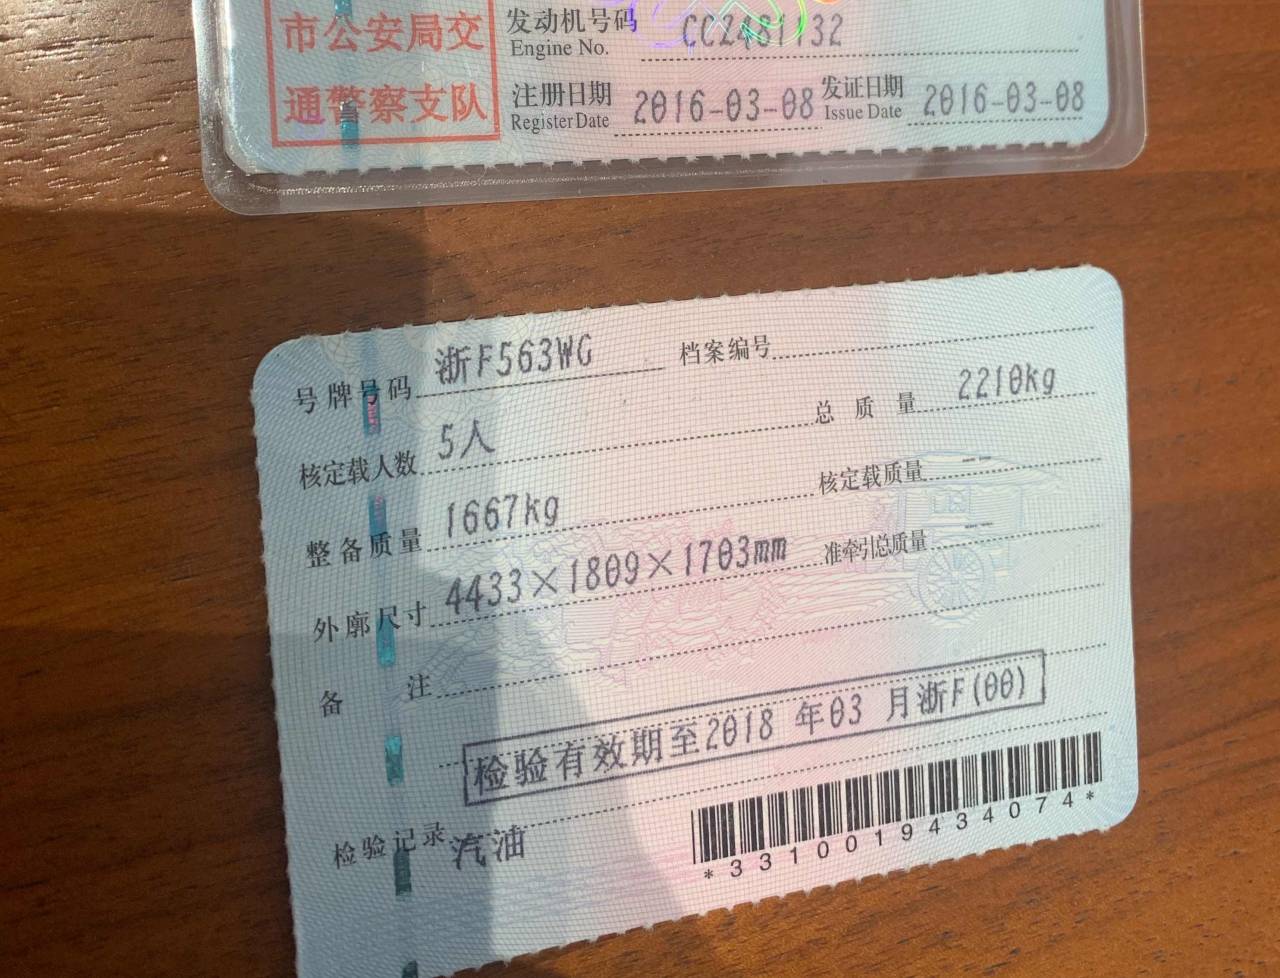 市公安局交
通警察支队
发动机号码 CCZ481132
Engine No.
注册日期 2016-03-08 发证日期 2016-03-08
Register Date Issue Date
号牌号码 浙F563WG 档案编号
核定载人数 5人 总质量 2210kg
整备质量 1667kg 核定载质量 --
外廓尺寸 4433×1809×1703mm 准牵引总质量 --
备注
检验有效期至2018 年03 月浙F(00)
检验记录 汽油
*3310019434074*